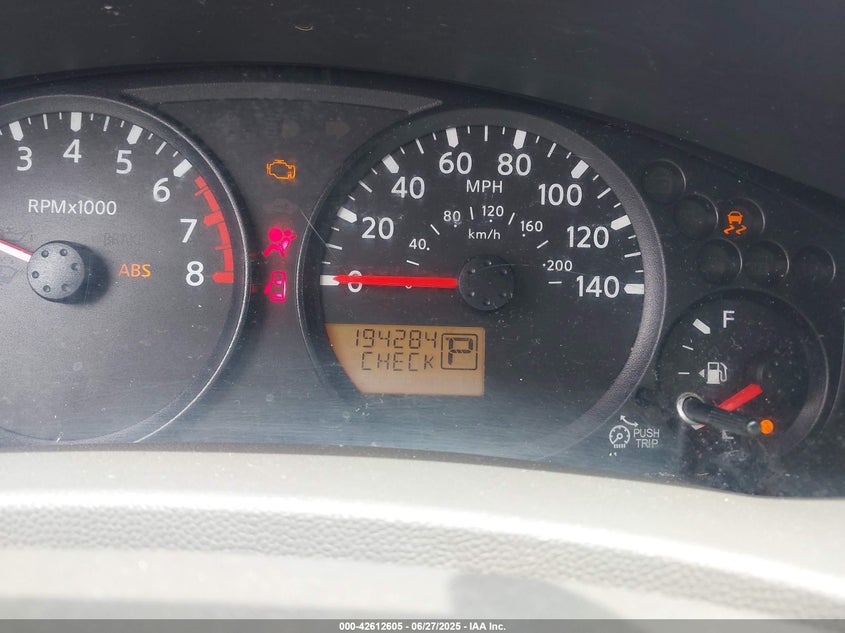 3 4 5 6 7 8
RPMx1000
ABS
0 20 40 60 80 100 120 140
MPH
40 80 120 160 200
km/h
194284 P
CHECK
F
E
PUSH
TRIP
000-42612605 - 06/27/2025 - IAA Inc.